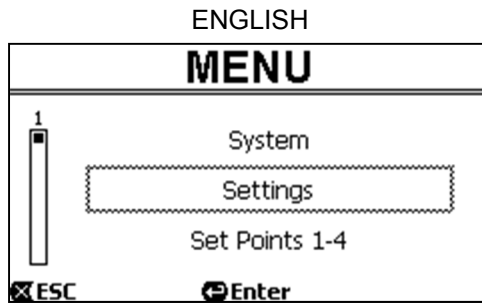 ENGLISH
MENU
1
System
Settings
Set Points 1-4
ESC Enter